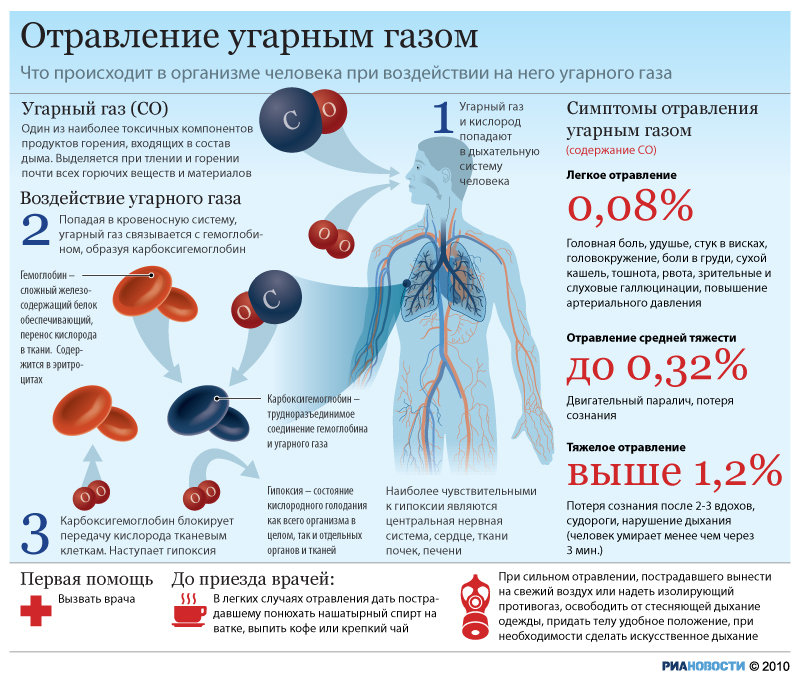 Отравление угарным газом
Что происходит в организме человека при воздействии на него угарного газа
Угарный газ (CO)
Один из наиболее токсичных компонентов
продуктов горения, входящих в состав
дыма. Выделяется при тлении и горении
почти всех горючих веществ и материалов
C O
1
Угарный газ
и кислород
попадают
в дыхательную
систему
человека
O O
Воздействие угарного газа
2
Попадая в кровеносную систему,
угарный газ связывается с гемоглоби-
ном, образуя карбоксигемоглобин
Гемоглобин –
сложный железо-
содержащий белок
обеспечивающий,
перенос кислорода
в ткани. Содер-
жится в эритро-
цитах
O C
Карбоксигемоглобин –
трудноразъединимое
соединение гемоглобина
и угарного газа
O O
O O
3
Карбоксигемоглобин блокирует
передачу кислорода тканевым
клеткам. Наступает гипоксия
Гипоксия – состояние
кислородного голодания
как всего организма в
целом, так и отдельных
органов и тканей
Наиболее чувствительными
к гипоксии являются
центральная нервная
система, сердце, ткани
почек, печени
Симптомы отравления
угарным газом
(содержание CO)
Легкое отравление
0,08%
Головная боль, удушье, стук в висках,
головокружение, боли в груди, сухой
кашель, тошнота, рвота, зрительные и
слуховые галлюцинации, повышение
артериального давления
Отравление средней тяжести
до 0,32%
Двигательный паралич, потеря
сознания
Тяжелое отравление
выше 1,2%
Потеря сознания после 2-3 вдохов,
судороги, нарушение дыхания
(человек умирает менее чем через
3 мин.)
Первая помощь
Вызвать врача
До приезда врачей:
В легких случаях отравления дать постра-
давшему понюхать нашатырный спирт на
ватке, выпить кофе или крепкий чай
При сильном отравлении, пострадавшего вынести
на свежий воздух или надеть изолирующий
противогаз, освободить от стесняющей дыхание
одежды, придать телу удобное положение, при
необходимости сделать искусственное дыхание
РИАНОВОСТИ © 2010